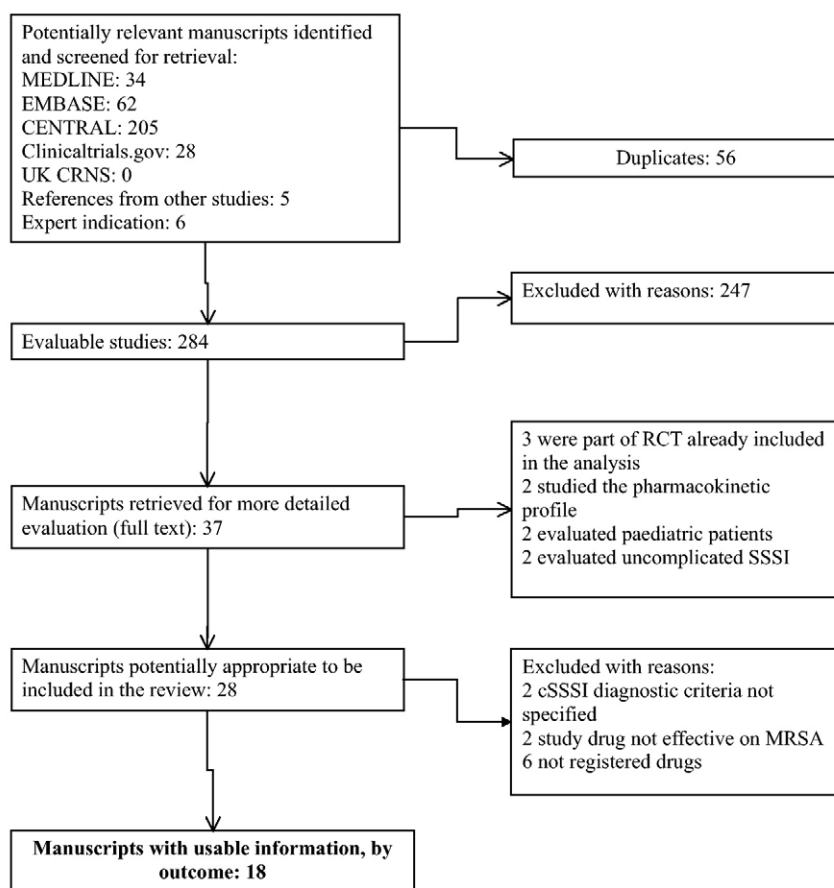 Potentially relevant manuscripts identified
and screened for retrieval:
MEDLINE: 34
EMBASE: 62
CENTRAL: 205
Clinicaltrials.gov: 28
UK CRNS: 0
References from other studies: 5
Expert indication: 6
Duplicates: 56
Excluded with reasons: 247
Evaluable studies: 284
3 were part of RCT already included
in the analysis
2 studied the pharmacokinetic
profile
2 evaluated paediatric patients
2 evaluated uncomplicated SSSI
Manuscripts retrieved for more detailed
evaluation (full text): 37
Manuscripts potentially appropriate to be
included in the review: 28
Excluded with reasons:
2 cSSSI diagnostic criteria not
specified
2 study drug not effective on MRSA
6 not registered drugs
Manuscripts with usable information, by
outcome: 18